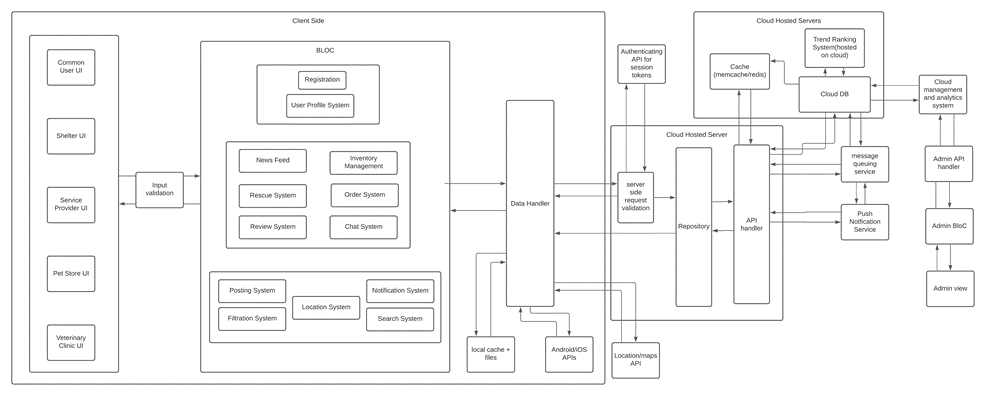 Client Side
Common
User UI
Shelter UI
Service
Provider UI
Pet Store UI
Veterinary
Clinic UI
Input
validation
BLOC
Registration
User Profile System
News Feed
Inventory
Management
Rescue System
Order System
Review System
Chat System
Posting System
Notification System
Location System
Filtration System
Search System
Data Handler
local cache +
files
Android/iOS
APIs
Authenticating
API for
session
tokens
Location/maps
API
Cloud Hosted Server
server
side
request
validation
Repository
API
handler
Cloud Hosted Servers
Trend Ranking
System(hosted
on cloud)
Cache
(memcache/redis)
Cloud DB
message
queuing
service
Push
Notfication
Service
Cloud
management
and analytics
system
Admin API
handler
Admin BloC
Admin view